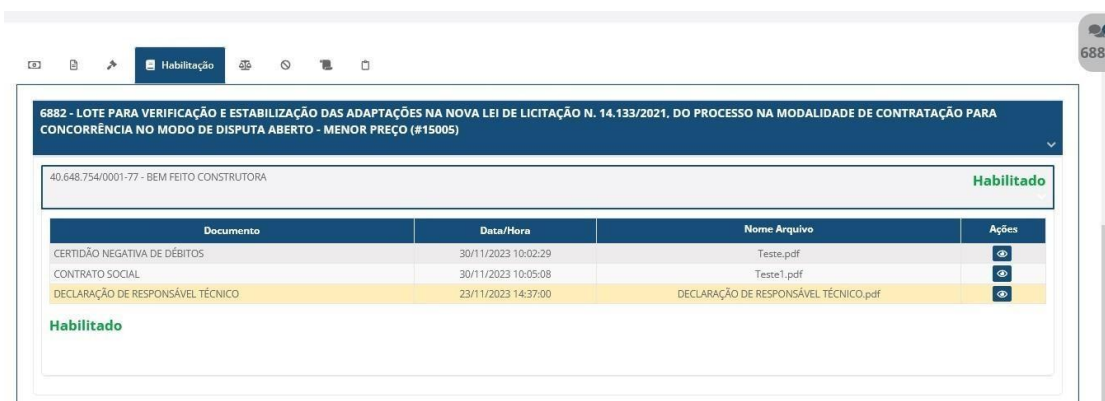 688
Habilitação
6882 - LOTE PARA VERIFICAÇÃO E ESTABILIZAÇÃO DAS ADAPTAÇÕES NA NOVA LEI DE LICITAÇÃO N. 14.133/2021, DO PROCESSO NA MODALIDADE DE CONTRATAÇÃO PARA
CONCORRÊNCIA NO MODO DE DISPUTA ABERTO - MENOR PREÇO (#15005)
40.648.754/0001-77 - BEM FEITO CONSTRUTORA Habilitado
Documento Data/Hora Nome Arquivo Ações
CERTIDÃO NEGATIVA DE DÉBITOS 30/11/2023 10:02:29 Teste.pdf
CONTRATO SOCIAL 30/11/2023 10:05:08 Teste1.pdf
DECLARAÇÃO DE RESPONSÁVEL TÉCNICO 23/11/2023 14:37:00 DECLARAÇÃO DE RESPONSÁVEL TÉCNICO.pdf
Habilitado